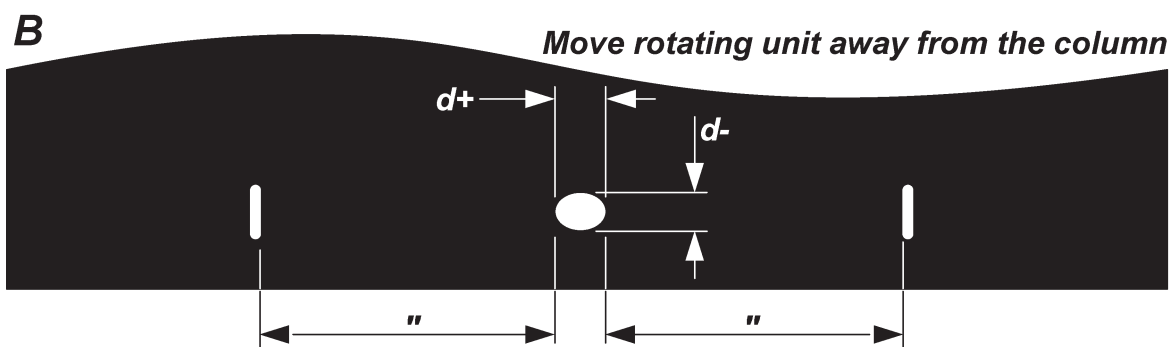 B
Move rotating unit away from the column
d+
d-
" "